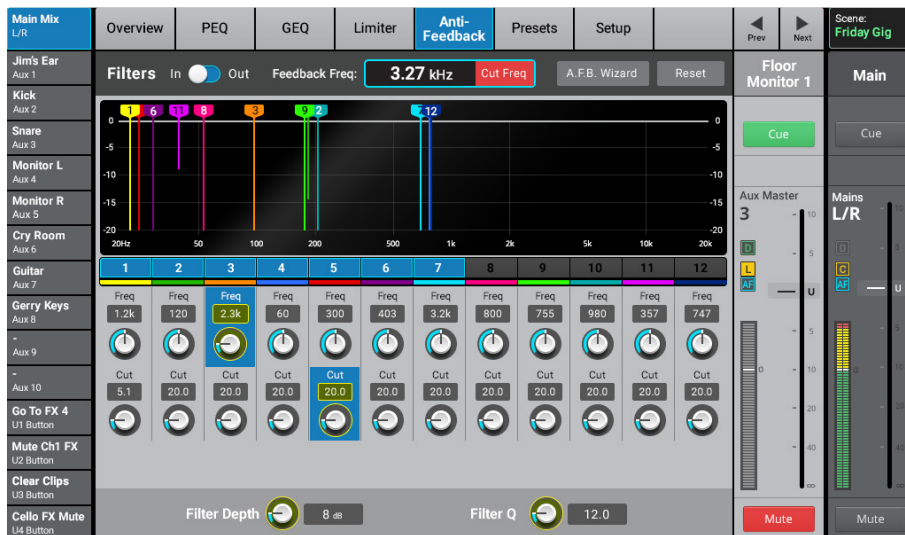 Main Mix
L/R
Jim's Ear
Aux 1
Kick
Aux 2
Snare
Aux 3
Monitor L
Aux 4
Monitor R
Aux 5
Cry Room
Aux 6
Guitar
Aux 7
Gerry Keys
Aux 8
-
Aux 9
-
Aux 10
Go To FX 4
U1 Button
Mute Ch1 FX
U2 Button
Clear Clips
U3 Button
Cello FX Mute
U4 Button
Overview PEQ GEQ Limiter Anti-Feedback Presets Setup
Filters In Out Feedback Freq: 3.27 kHz Cut Freq A.F.B. Wizard Reset
1 6 11 8 3 9 2 12
0 0
-5 -5
-10 -10
-15 -15
-20 -20
20Hz 50 100 200 500 1k 2k 5k 10k 20k
1 2 3 4 5 6 7 8 9 10 11 12
Freq Freq Freq Freq Freq Freq Freq Freq Freq Freq Freq Freq
1.2k 120 2.3k 60 300 403 3.2k 800 755 980 357 747
Cut Cut Cut Cut Cut Cut Cut Cut Cut Cut Cut Cut
5.1 20.0 20.0 20.0 20.0 20.0 20.0 20.0 20.0 20.0 20.0 20.0
Filter Depth 8 dB Filter Q 12.0
Prev Next
Floor
Monitor 1
Cue
Aux Master
3
D
L
AF
- 10
- 5
U
- 5
0 - 10
- 20
- 40
∞
Mute
Scene:
Friday Gig
Main
Cue
Mains
L/R
D
C
AF
10
5
U
5
0 10
20
40
∞
Mute